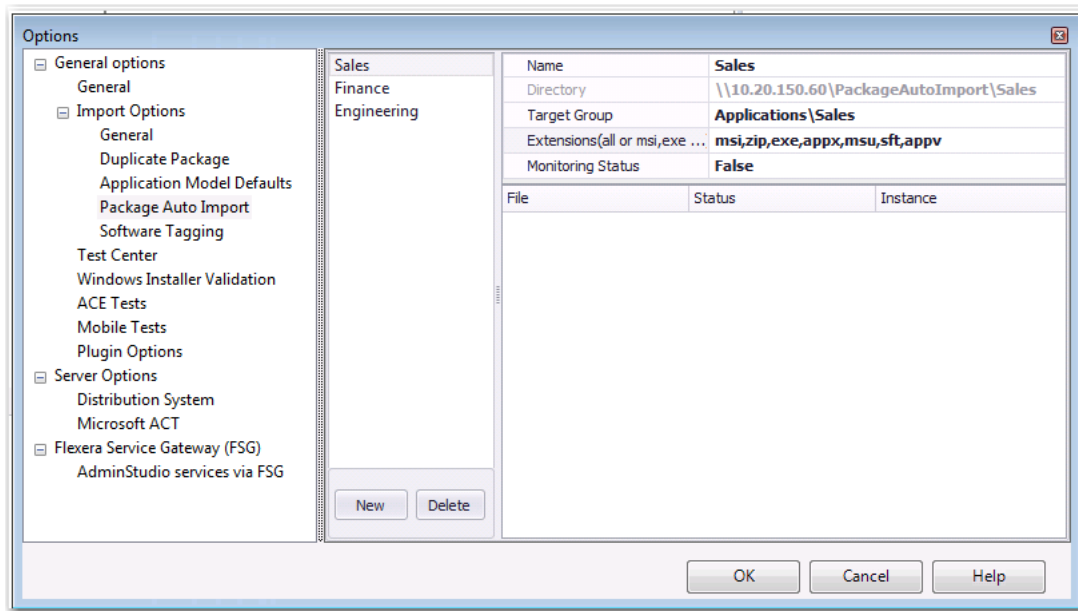 Options
General options
General
Import Options
General
Duplicate Package
Application Model Defaults
Package Auto Import
Software Tagging
Test Center
Windows Installer Validation
ACE Tests
Mobile Tests
Plugin Options
Server Options
Distribution System
Microsoft ACT
Flexera Service Gateway (FSG)
AdminStudio services via FSG
Sales
Finance
Engineering
New Delete
Name Sales
Directory \\10.20.150.60\PackageAutoImport\Sales
Target Group Applications\Sales
Extensions(all or msi,exe ... msi,zip,exe,appx,msu,sft,appv
Monitoring Status False
File Status Instance
OK Cancel Help